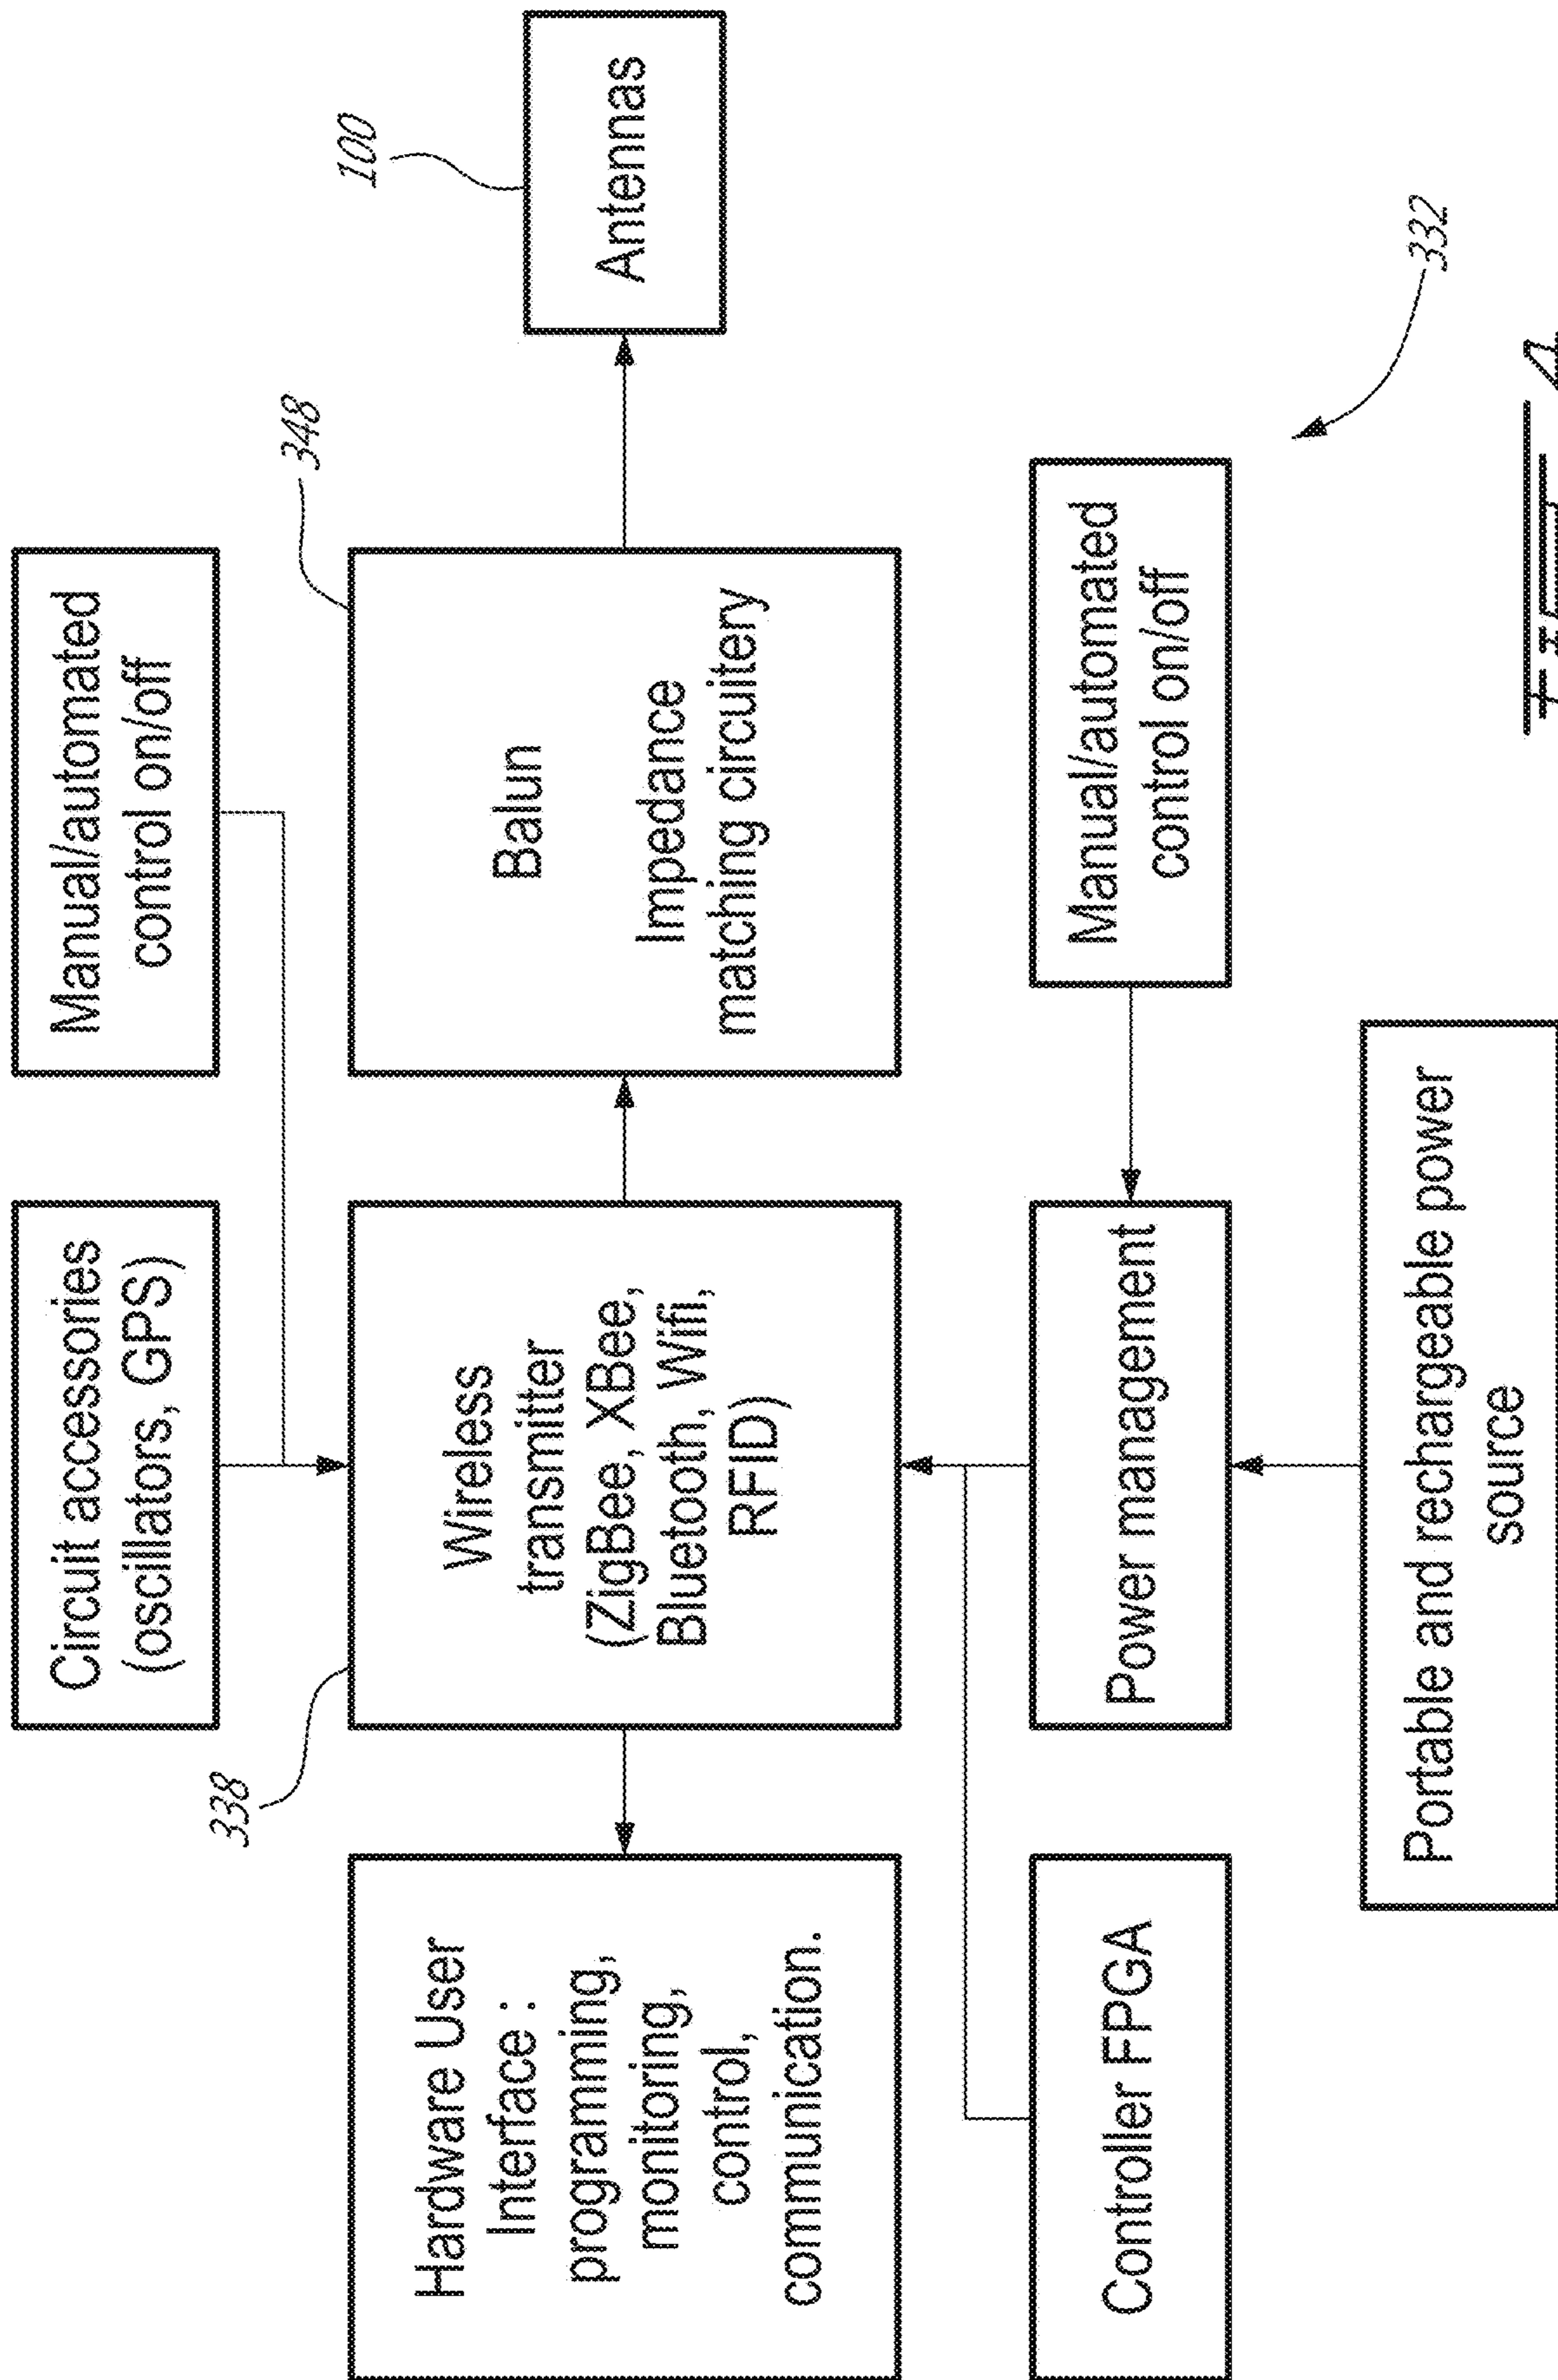 Circuit accessories
(oscillators, GPS)
Manual/automated
control on/off
338
348
100
Hardware User
Interface :
programming,
monitoring,
control,
communication.
Wireless
transmitter
(ZigBee, XBee,
Bluetooth, Wifi,
RFID)
Balun
Impedance
matching circuitery
Antennas
Controller FPGA
Power management
Manual/automated
control on/off
332
Portable and rechargeable power
source